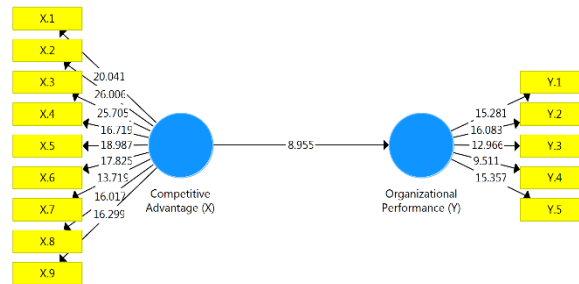 X.1
X.2
X.3
X.4
X.5
X.6
X.7
X.8
X.9
20.041
26.006
25.705
16.719
18.987
17.825
13.719
16.017
16.299
Competitive
Advantage (X)
8.955
Organizational
Performance (Y)
15.281
16.083
12.966
9.511
15.357
Y.1
Y.2
Y.3
Y.4
Y.5